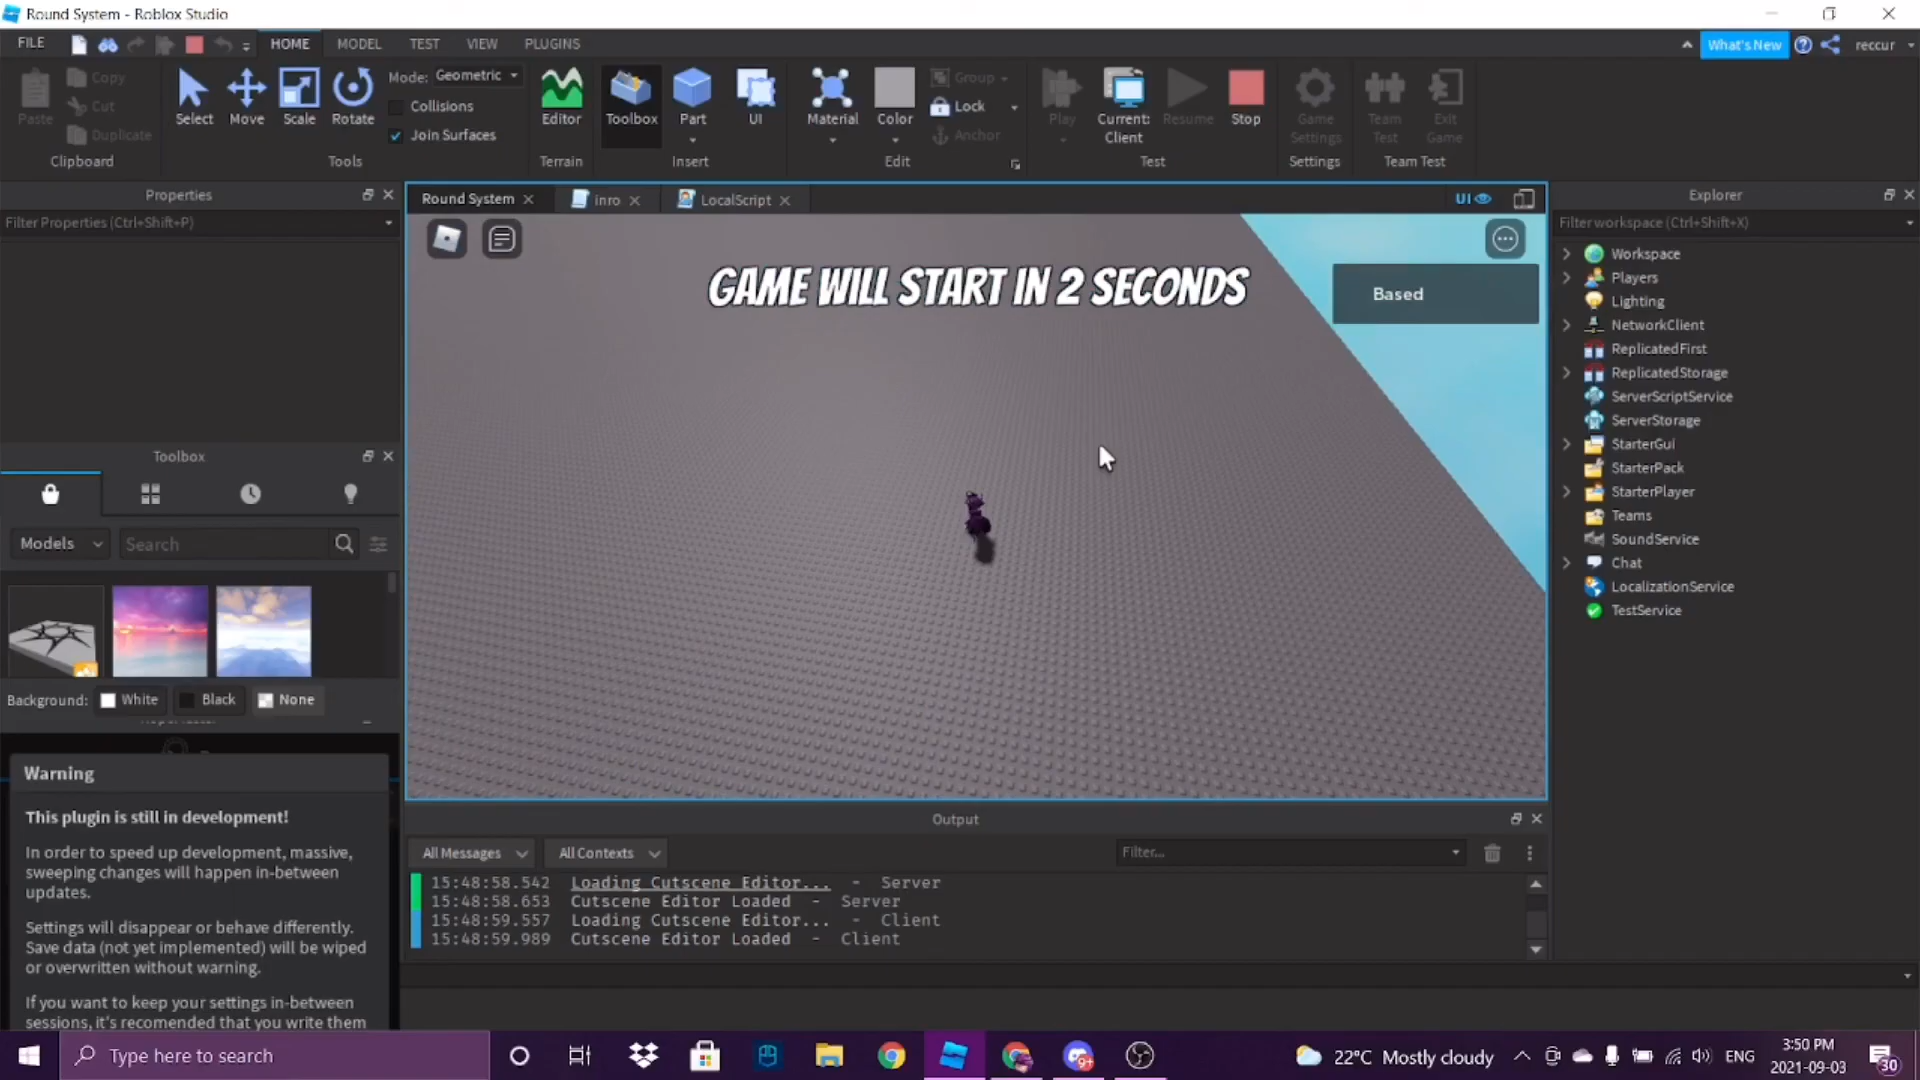 Round System - Roblox Studio
FILE HOME MODEL TEST VIEW PLUGINS What's New reccur
Paste Copy Cut Duplicate Clipboard
Select Move Scale Rotate Mode: Geometric Collisions Join Surfaces Tools
Editor Terrain
Toolbox Part UI Insert
Material Color Group Lock Anchor Edit
Play Current: Client Resume Stop Test
Game Settings Settings
Team Test Exit Game Team Test
Properties
Filter Properties (Ctrl+Shift+P)
Toolbox
Models Search
Background: White Black None
Warning
This plugin is still in development!
In order to speed up development, massive,
sweeping changes will happen in-between
updates.
Settings will disappear or behave differently.
Save data (not yet implemented) will be wiped
or overwritten without warning.
If you want to keep your settings in-between
sessions, it's recomended that you write them
Round System inro LocalScript UI
GAME WILL START IN 2 SECONDS
Based
Output
All Messages All Contexts Filter...
15:48:58.542 Loading Cutscene Editor... - Server
15:48:58.653 Cutscene Editor Loaded - Server
15:48:59.557 Loading Cutscene Editor... - Client
15:48:59.989 Cutscene Editor Loaded - Client
Explorer
Filter workspace (Ctrl+Shift+X)
Workspace
Players
Lighting
NetworkClient
ReplicatedFirst
ReplicatedStorage
ServerScriptService
ServerStorage
StarterGui
StarterPack
StarterPlayer
Teams
SoundService
Chat
LocalizationService
TestService
Type here to search 9+ 22°C Mostly cloudy ENG 3:50 PM 30
2021-09-03